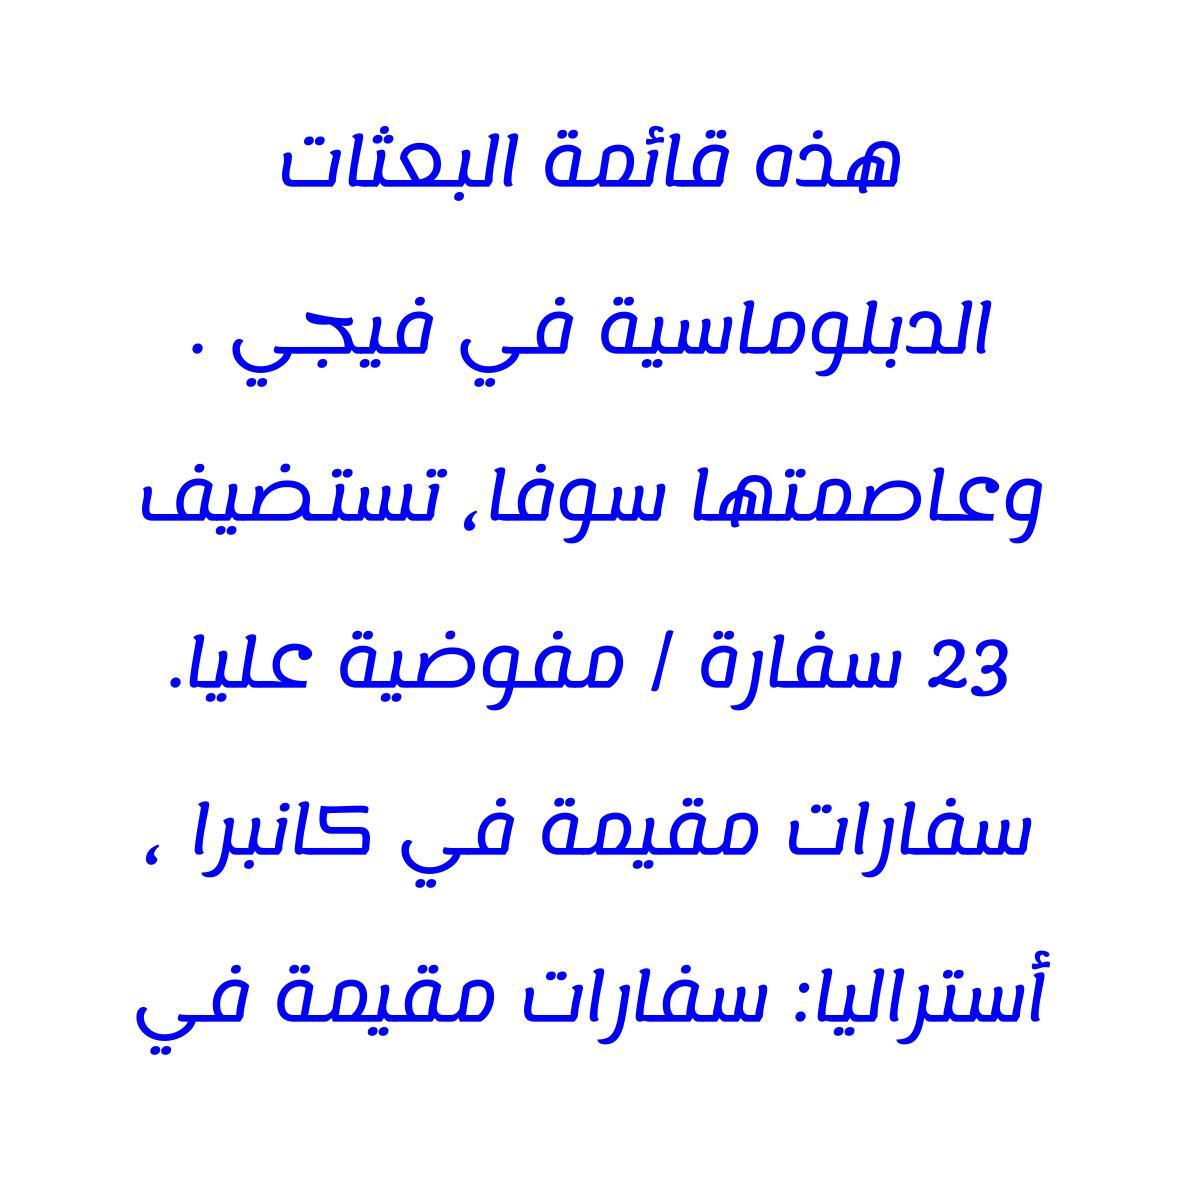 هذه قائمة البعثات
الدبلوماسية في فيجي .
وعاصمتها سوفا، تستضيف
23 سفارة / مفوضية عليا.
سفارات مقيمة في كانبرا ،
أستراليا: سفارات مقيمة في